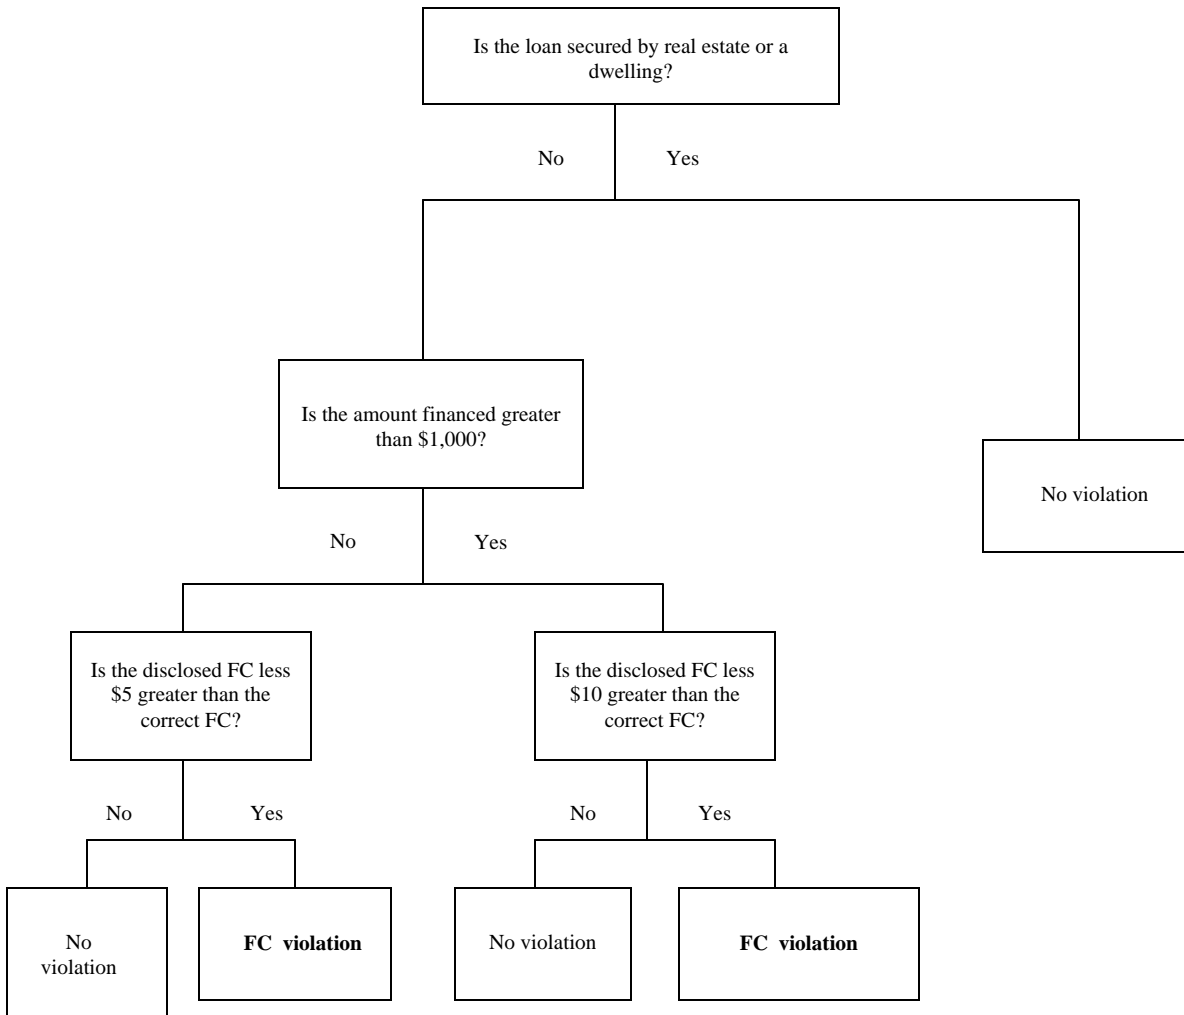 Is the loan secured by real estate or a
dwelling?
No
Yes
Is the amount financed greater
than $1,000?
No violation
No
Yes
Is the disclosed FC less
$5 greater than the
correct FC?
Is the disclosed FC less
$10 greater than the
correct FC?
No
Yes
No
Yes
No
violation
FC violation
No violation
FC violation